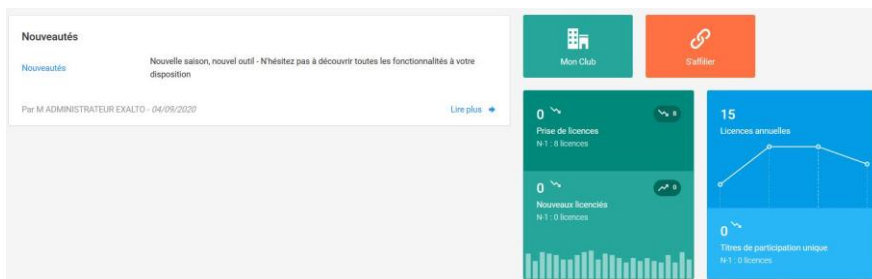 Nouveautés
Nouveautés
Nouvelle saison, nouvel outil - N'hésitez pas à découvrir toutes les fonctionnalités à votre
disposition
Par M ADMINISTRATEUR EXALTO - 04/09/2020
Lire plus
Mon Club
S'affilier
0
8
Prise de licences
N-1 : 8 licences
0
0
Nouveaux licenciés
N-1 : 0 licences
15
Licences annuelles
0
Titres de participation unique
N-1 : 0 licences